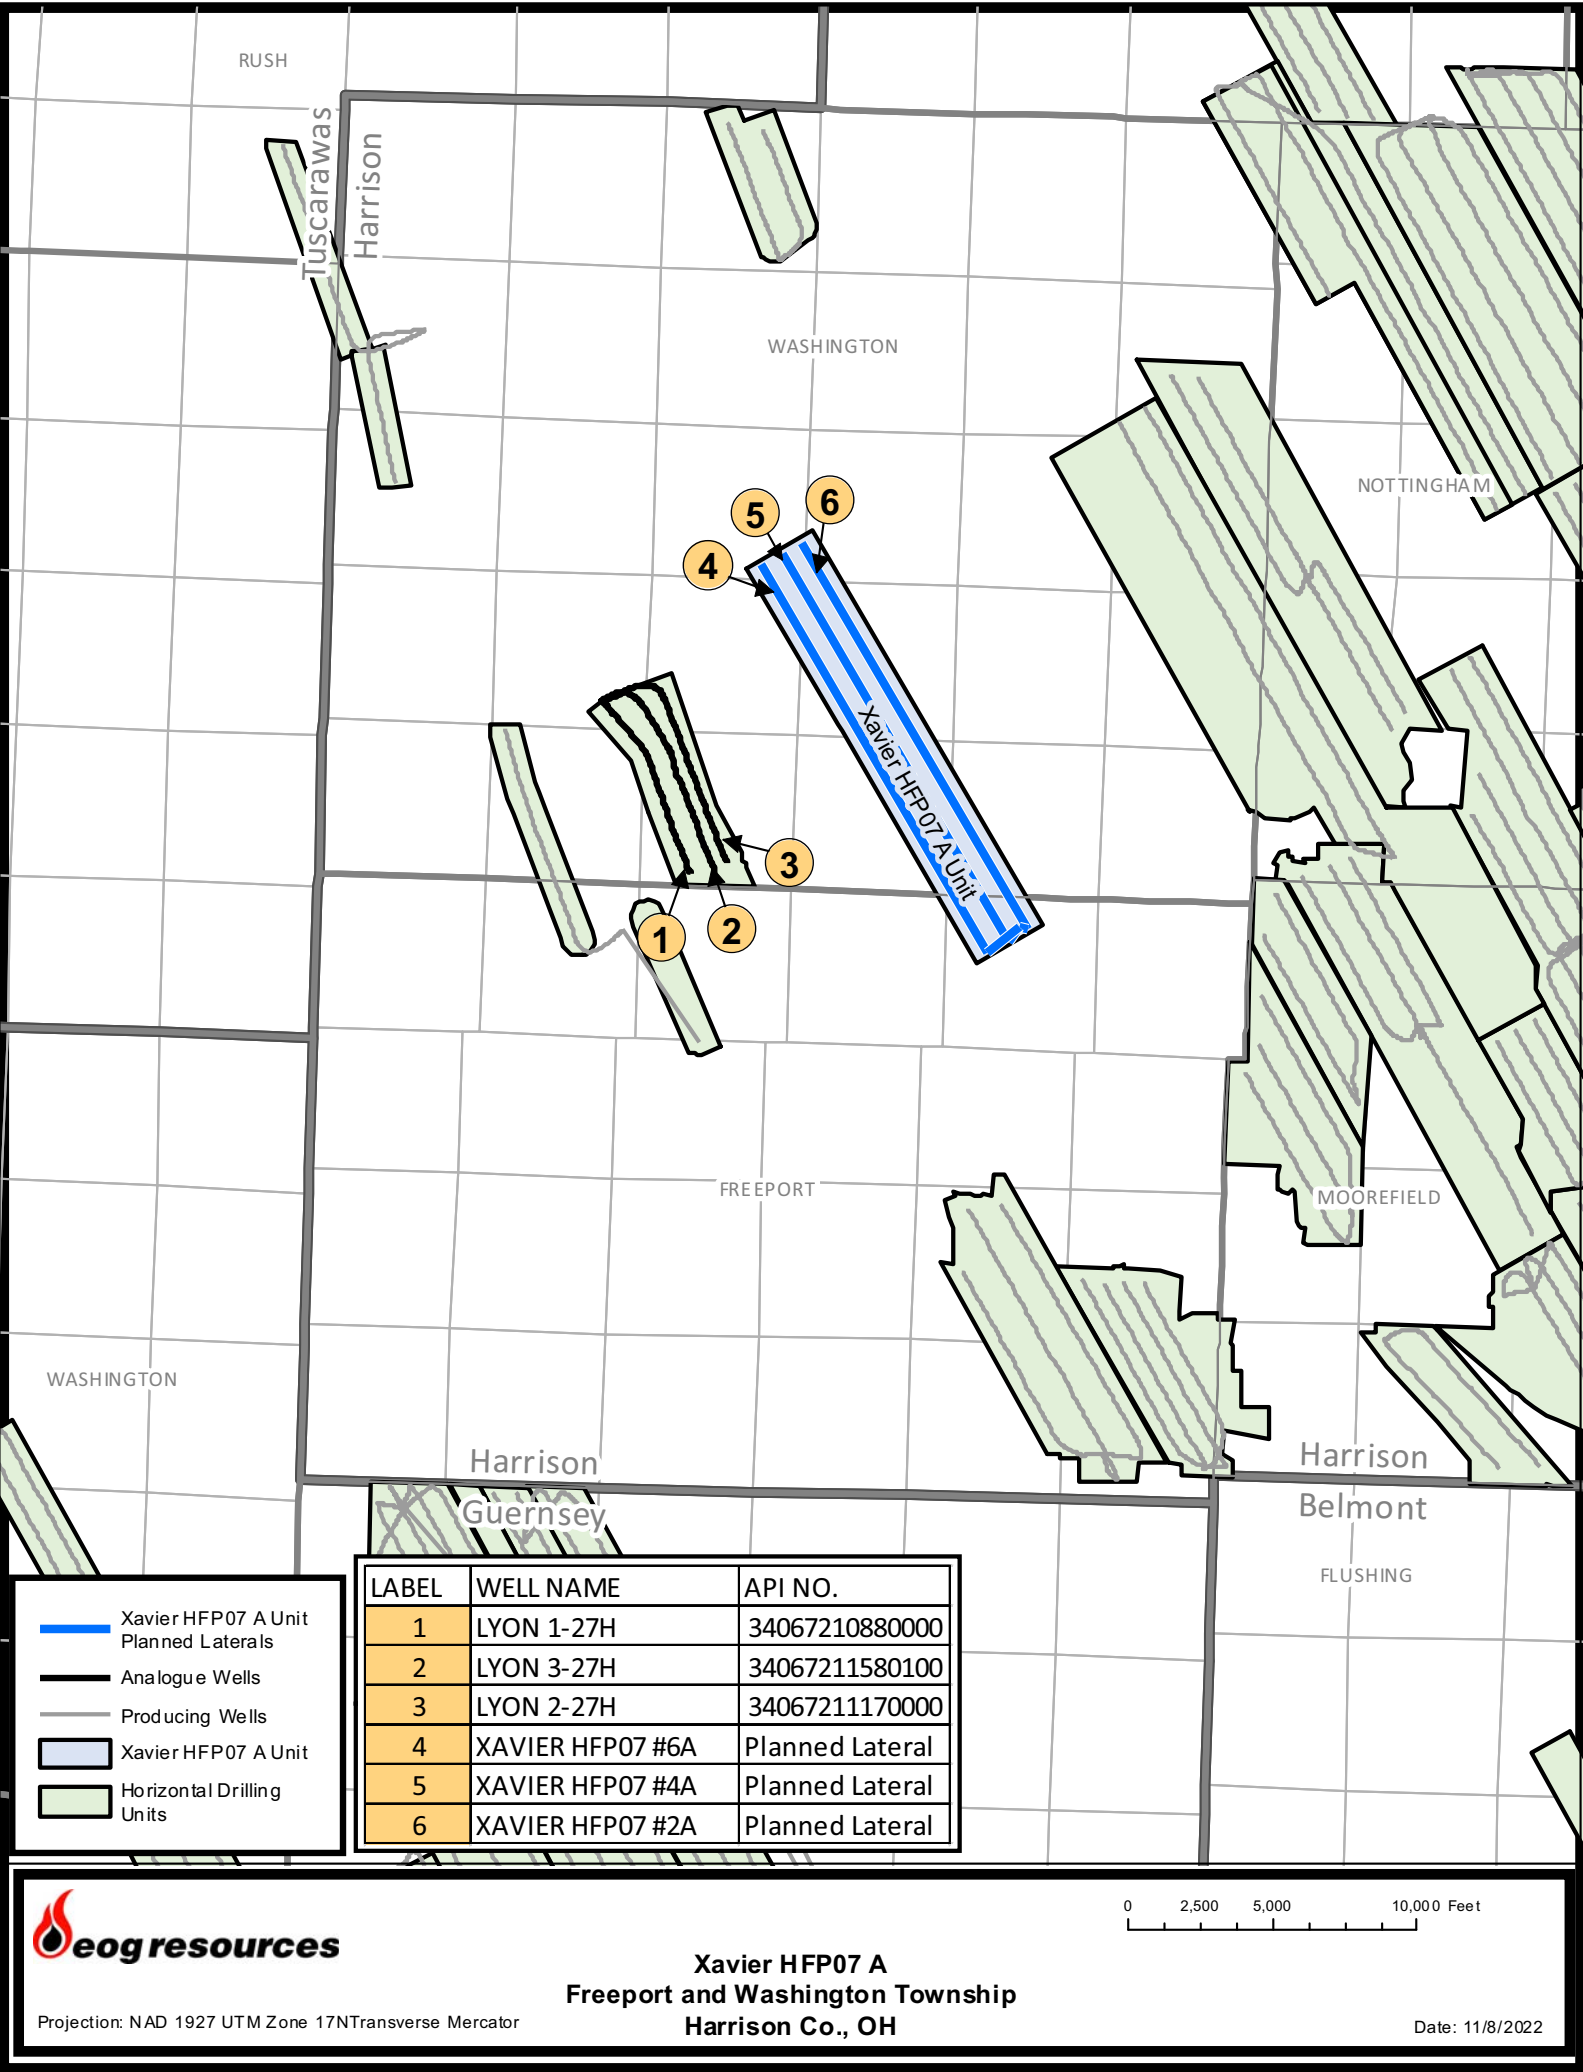 RUSH
Tuscarawas
Harrison
WASHINGTON
NOTTINGHAM
5
6
4
Xavier HFP07 A Unit
3
1
2
FREEPORT
MOOREFIELD
WASHINGTON
Harrison
Guernsey
Harrison
Belmont
FLUSHING
Xavier HFP07 A Unit
Planned Laterals
Analogue Wells
Producing Wells
Xavier HFP07 A Unit
Horizontal Drilling
Units
LABEL WELL NAME API NO.
1 LYON 1-27H 34067210880000
2 LYON 3-27H 34067211580100
3 LYON 2-27H 34067211170000
4 XAVIER HFP07 #6A Planned Lateral
5 XAVIER HFP07 #4A Planned Lateral
6 XAVIER HFP07 #2A Planned Lateral
eog resources
0 2,500 5,000 10,000 Feet
Xavier HFP07 A
Freeport and Washington Township
Harrison Co., OH
Projection: NAD 1927 UTM Zone 17NTransverse Mercator
Date: 11/8/2022